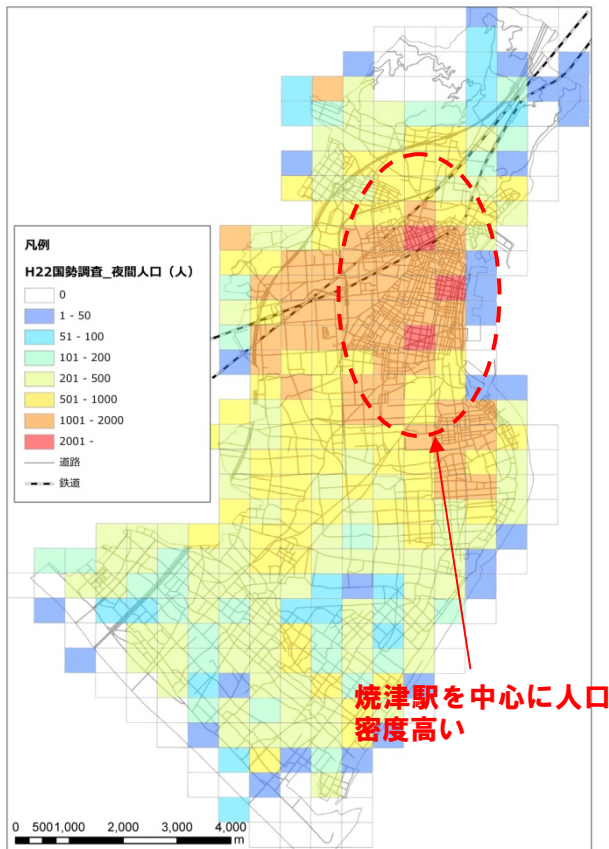 凡例
H22国勢調査_夜間人口（人）
0
1 - 50
51 - 100
101 - 200
201 - 500
501 - 1000
1001 - 2000
2001 -
道路
鉄道
焼津駅を中心に人口
密度高い
0 5001,000 2,000 3,000 4,000
m